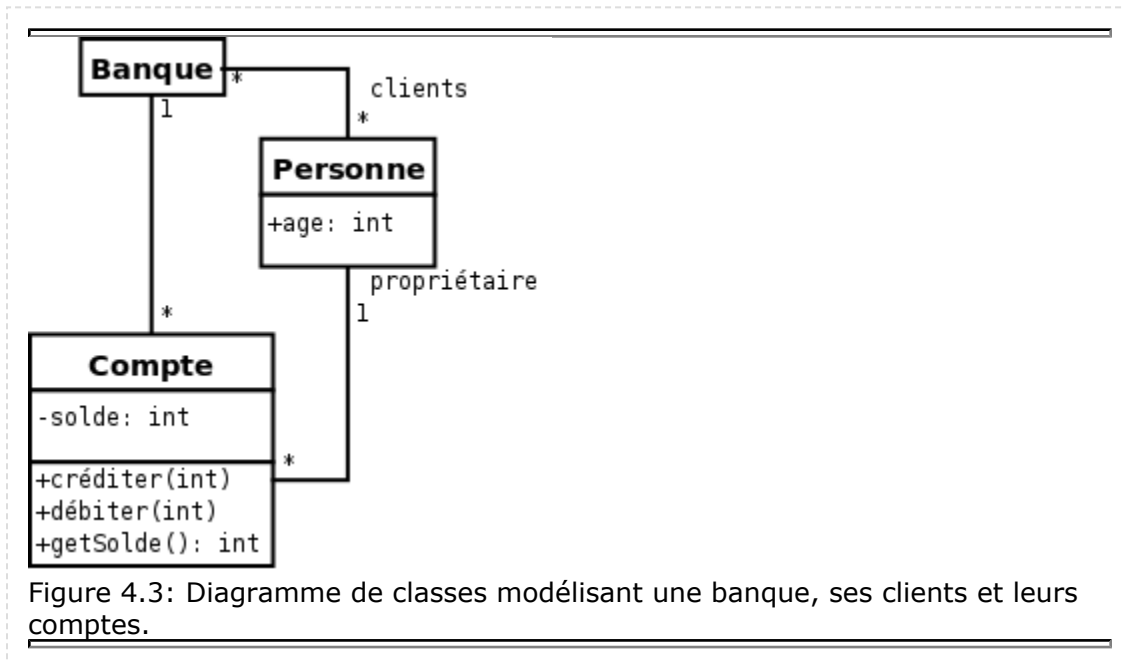 Banque
*
clients
1
*
Personne
+age: int
propriétaire
*
1
Compte
-solde: int
*
+créditer(int)
+débiter(int)
+getSolde(): int
Figure 4.3: Diagramme de classes modélisant une banque, ses clients et leurs
comptes.